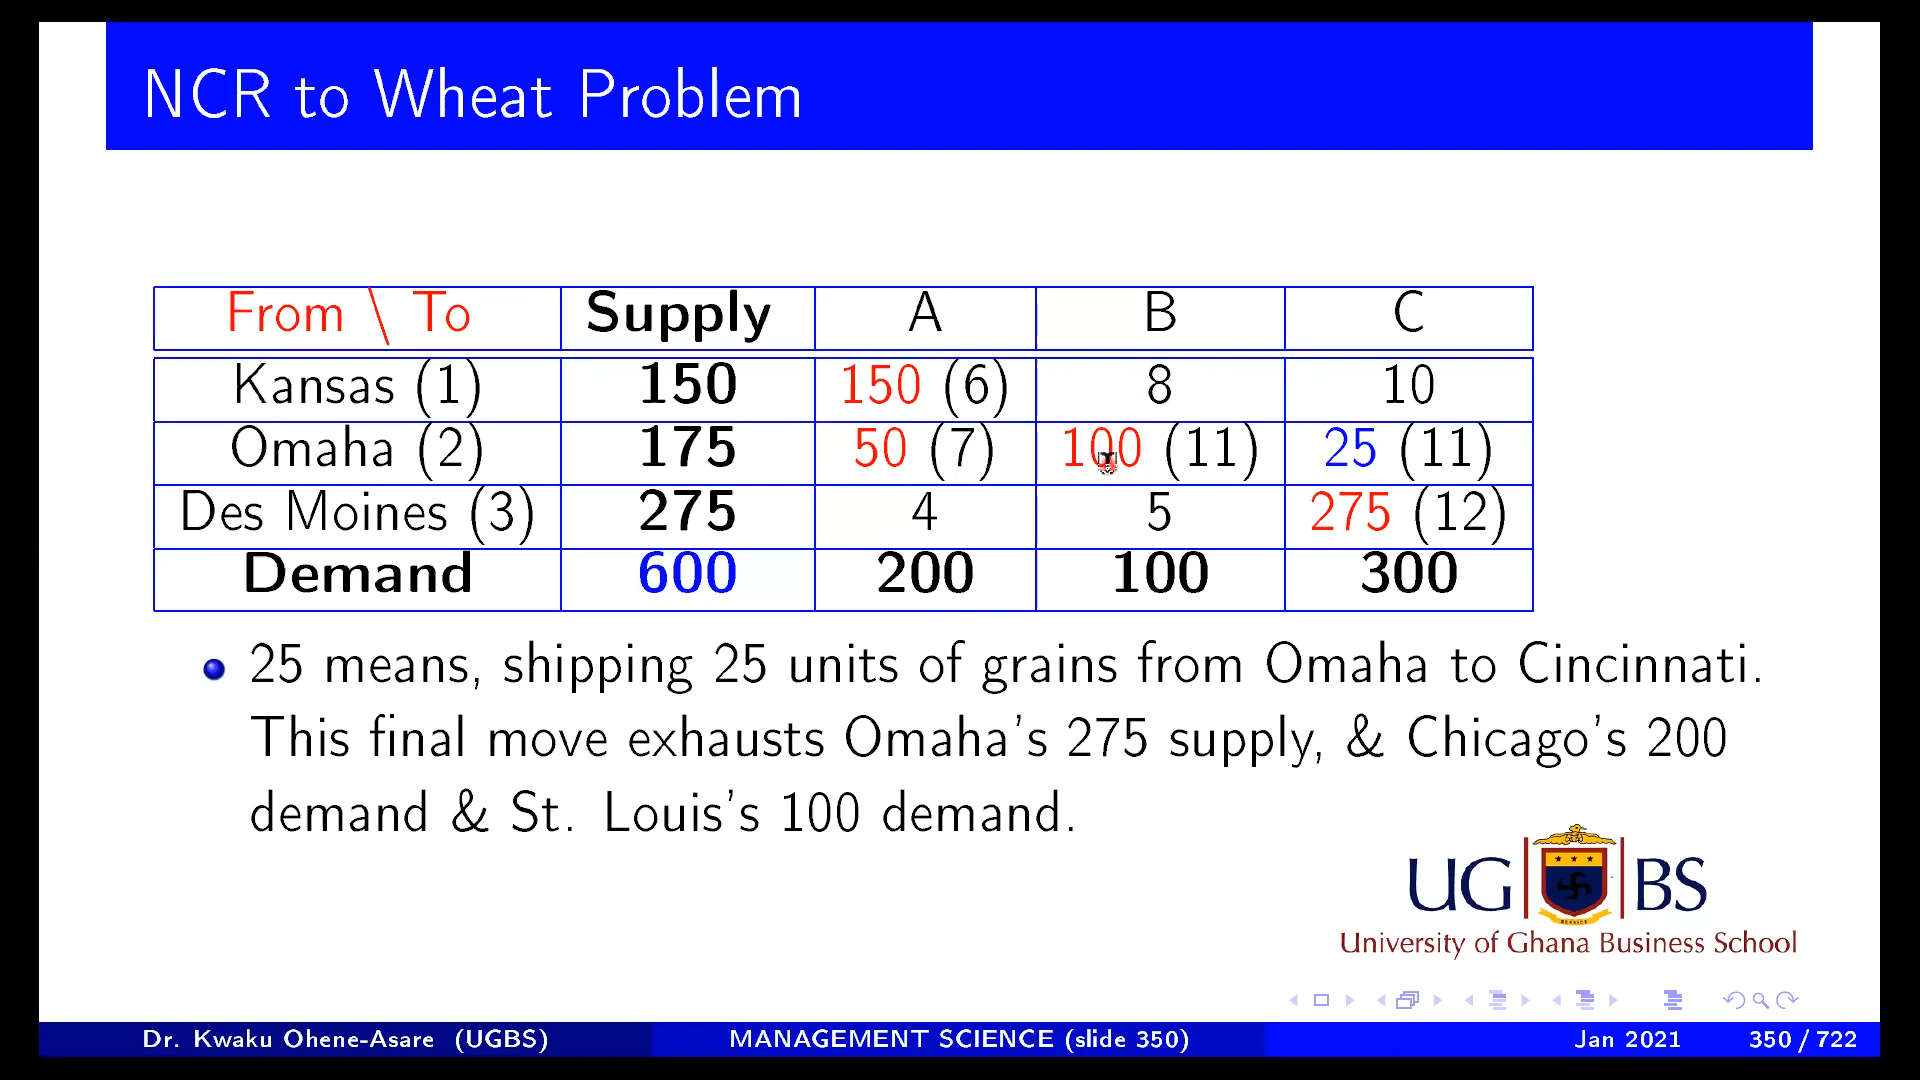 NCR to Wheat Problem
From \ To Supply A B C
Kansas (1) 150 150 (6) 8 10
Omaha (2) 175 50 (7) 100 (11) 25 (11)
Des Moines (3) 275 4 5 275 (12)
Demand 600 200 100 300
25 means, shipping 25 units of grains from Omaha to Cincinnati.
This final move exhausts Omaha's 275 supply, & Chicago's 200
demand & St. Louis's 100 demand.
UG BS
University of Ghana Business School
Dr. Kwaku Ohene-Asare (UGBS) MANAGEMENT SCIENCE (slide 350) Jan 2021 350 / 722